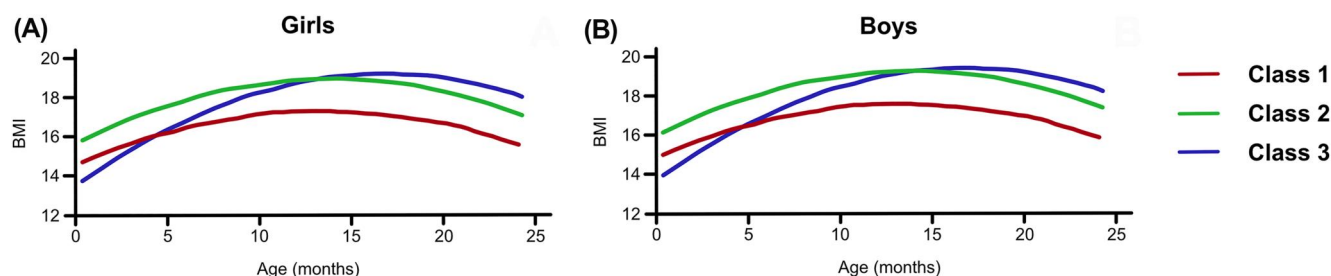 (A) Girls
A
BMI
20
18
16
14
12
0 5 10 15 20 25
Age (months)
(B) Boys
B
BMI
20
18
16
14
12
0 5 10 15 20 25
Age (months)
Class 1
Class 2
Class 3